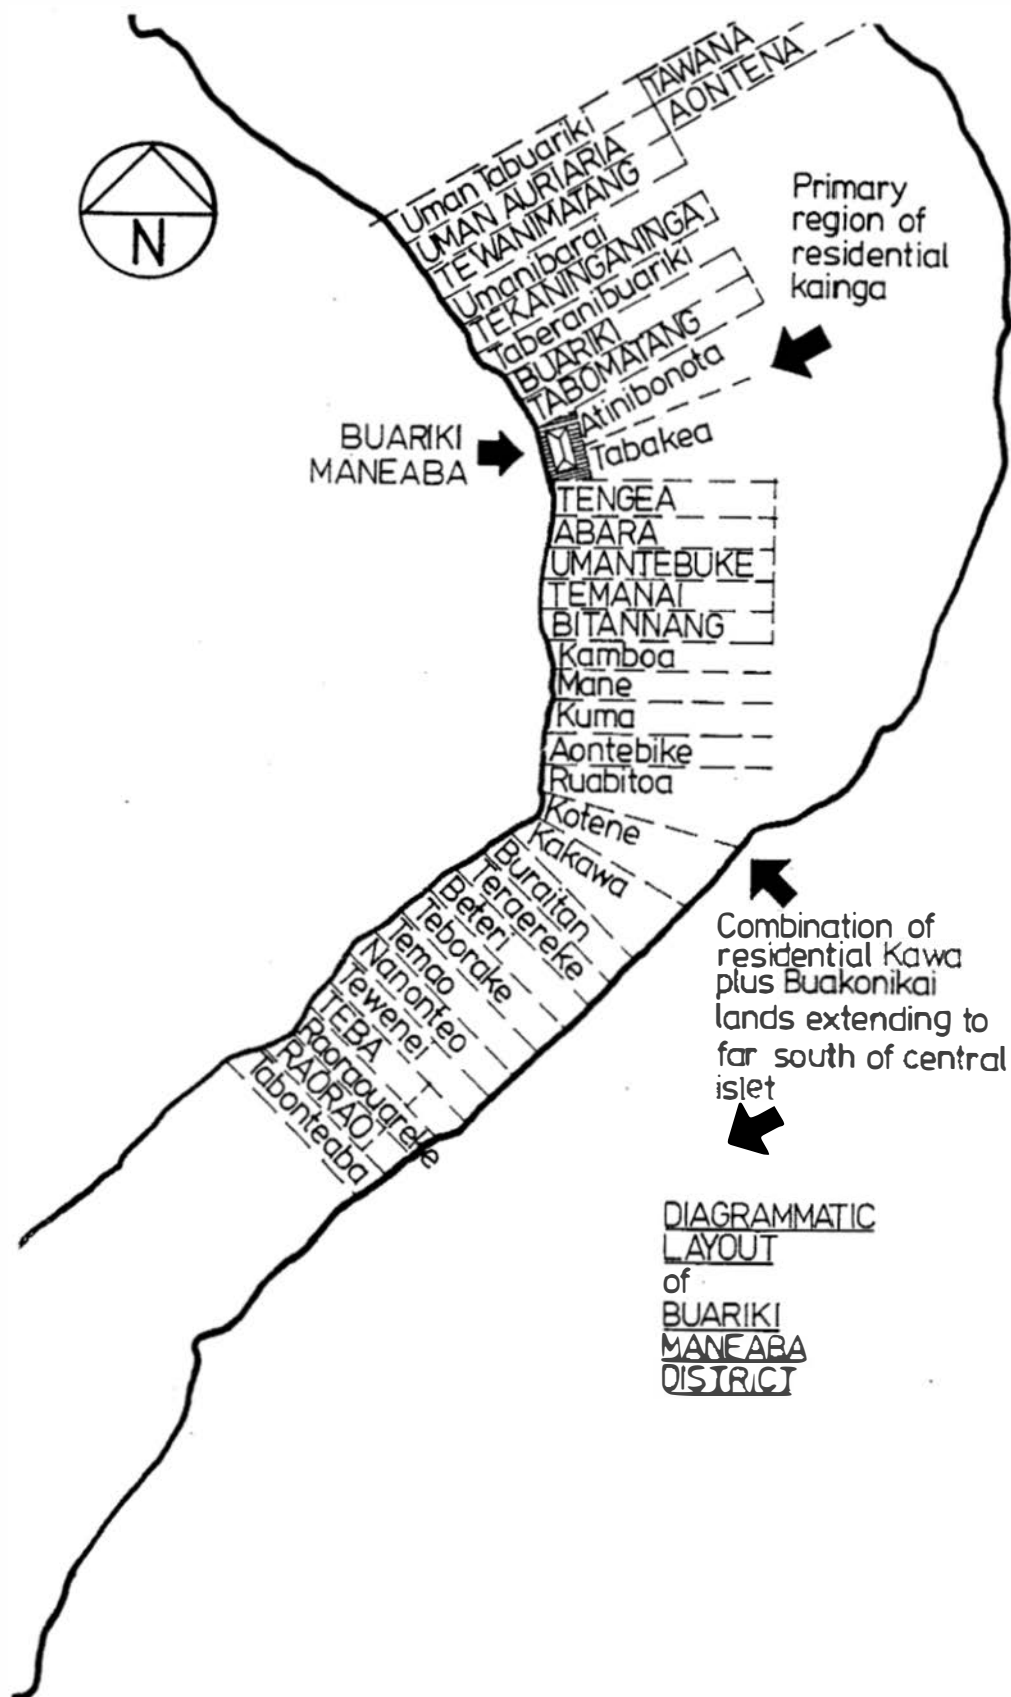 TAWANA
AONTENA
Uman Tabuariki
UMAN AURIARIA
TEWANIMATANG
Umanibarai
TEKANINGANINGA
Taberanibuariki
BUARIKI
TABOMATANG
Atinibonota
Tabakea
N
Primary
region of
residential
kainga
BUARIKI
MANEABA
TENGEA
ABARA
UMANTEBUKE
TEMANAI
BITANNANG
Kamboa
Mane
Kuma
Aontebike
Ruabitoa
Kotene
Kakawa
Buraitan
Teraereke
Beteri
Teborake
Temao
Nanonteo
Tewenei
TEBA
Raoraouareke
RAORAO
Tabonteaba
Combination of
residential Kawa
plus Buakonikai
lands extending to
far south of central
islet
DIAGRAMMATIC
LAYOUT
of
BUARIKI
MANEABA
DISTRICT